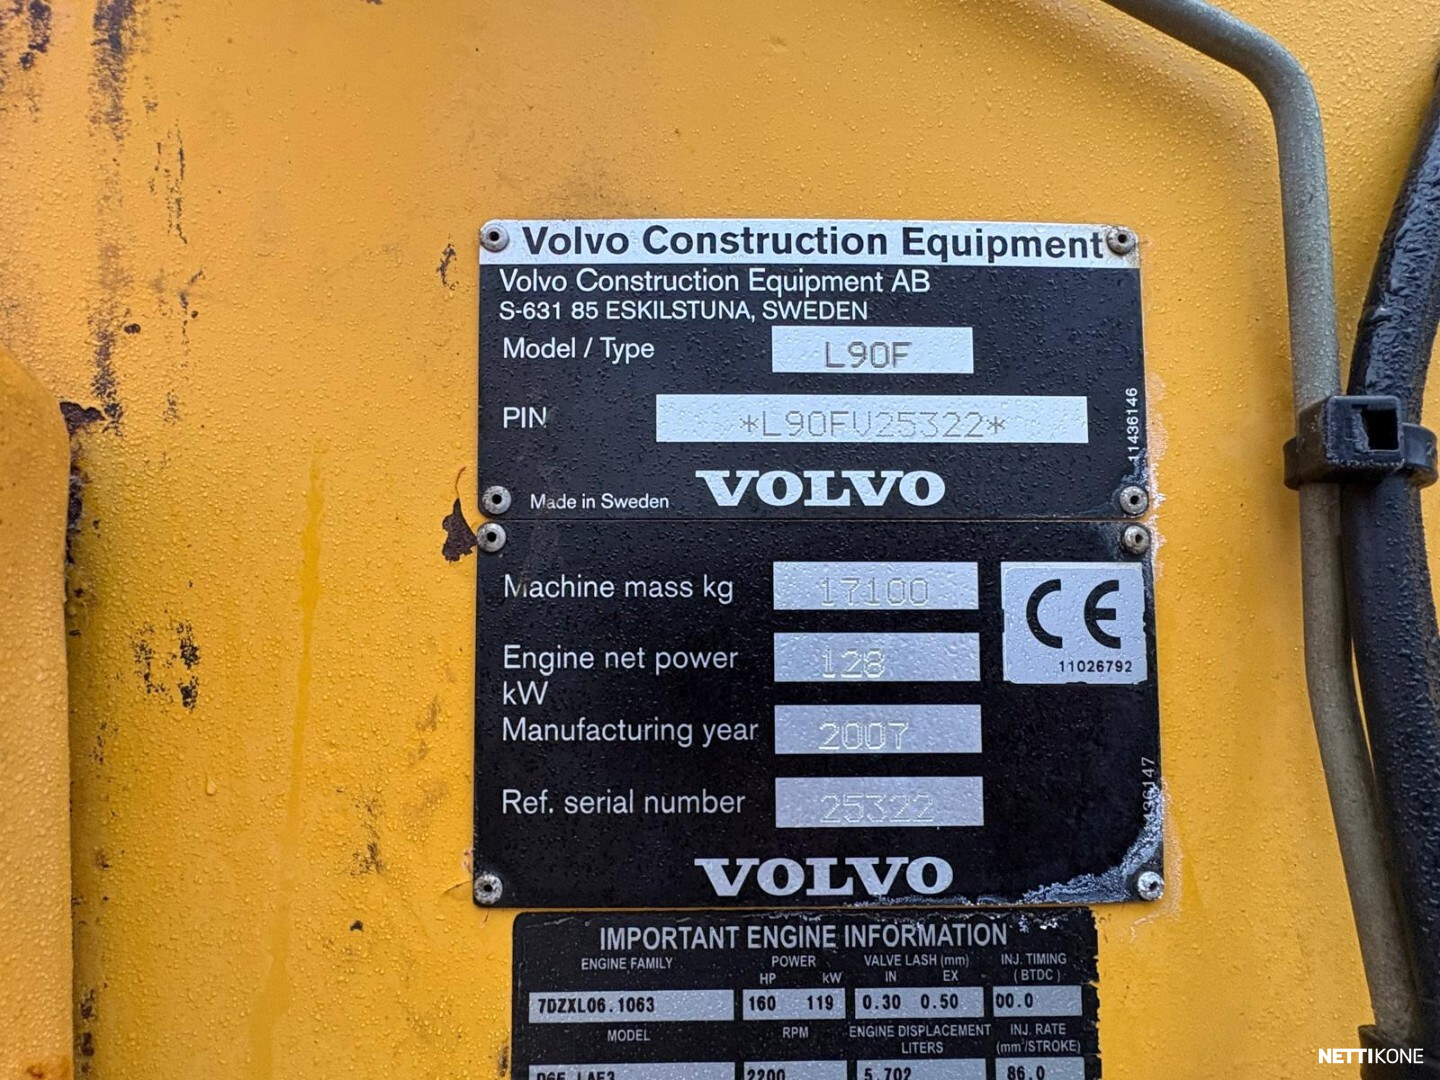 Volvo Construction Equipment
Volvo Construction Equipment AB
S-631 85 ESKILSTUNA, SWEDEN
Model / Type L90F
PIN *L90FV25322*
11436146
Made in Sweden VOLVO
Machine mass kg 17100
CE
11026792
Engine net power 128
kW
Manufacturing year 2007
Ref. serial number 25322
36147
VOLVO
IMPORTANT ENGINE INFORMATION
ENGINE FAMILY POWER VALVE LASH (mm) INJ. TIMING
HP kW IN EX (BTDC)
7DZXL06.1063 160 119 0.30 0.50 00.0
MODEL RPM ENGINE DISPLACEMENT INJ. RATE
LITERS (mm³/STROKE)
2200 5.702 86.0
NETTIKONE